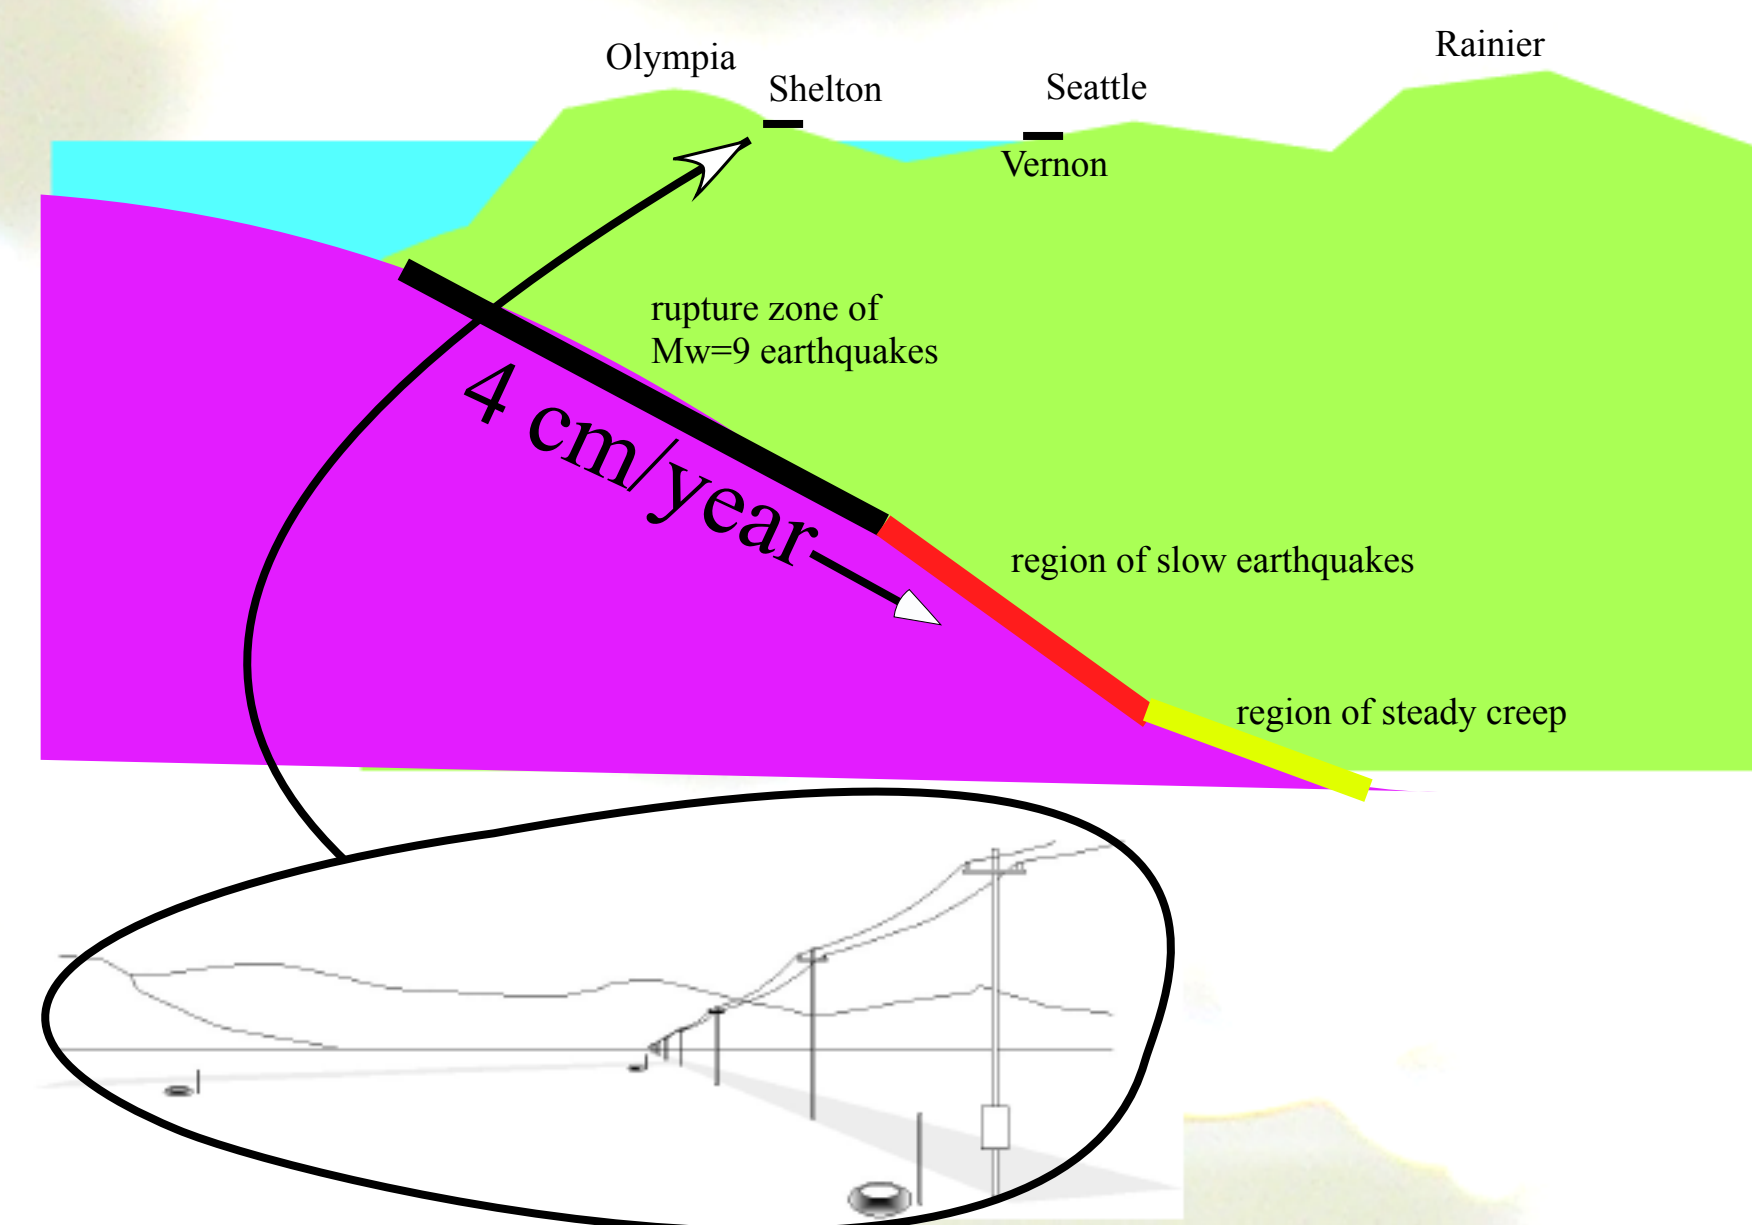 Olympia
Shelton
Seattle
Rainier
Vernon
rupture zone of
Mw=9 earthquakes
4 cm/year
region of slow earthquakes
region of steady creep